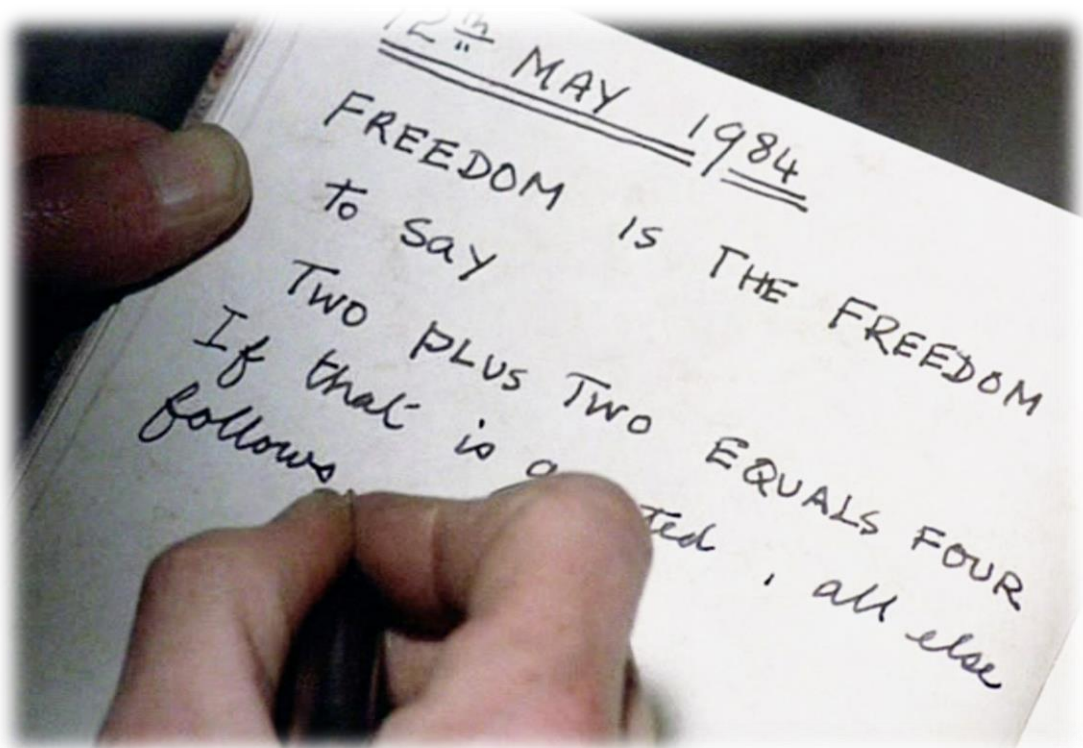 12th MAY 1984
FREEDOM IS THE FREEDOM
To SAY
TWO PLUS TWO EQUALS FOUR
If that is , all else
follows